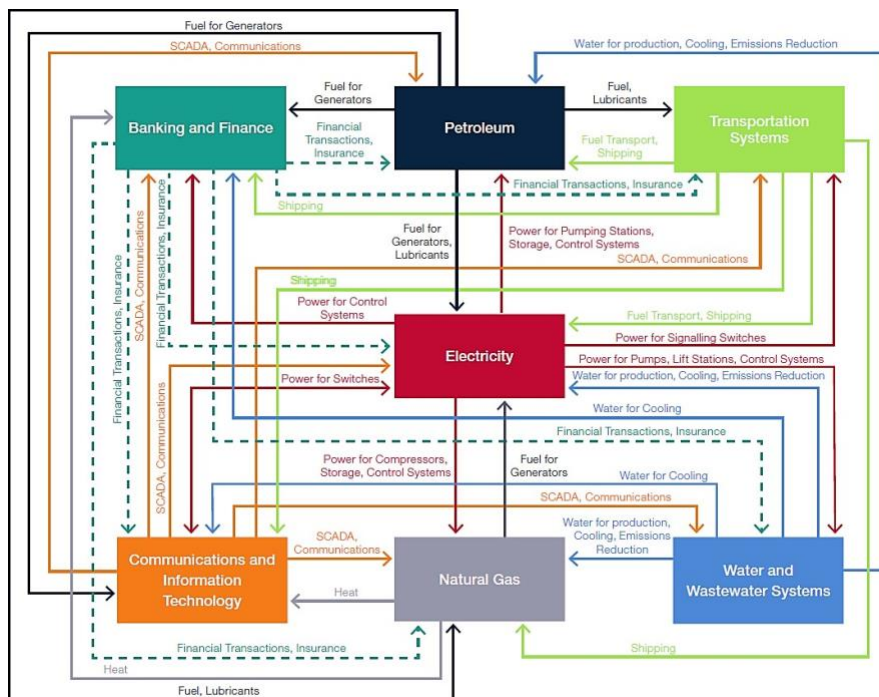 Fuel for Generators
SCADA, Communications
Water for production, Cooling, Emissions Reduction
Fuel for
Generators
Fuel,
Lubricants
Banking and Finance
Petroleum
Transportation
Systems
Financial
Transactions,
Insurance
Fuel Transport,
Shipping
Financial Transactions, Insurance
Shipping
Fuel for
Generators,
Lubricants
Power for Pumping Stations,
Storage, Control Systems
SCADA, Communications
Financial Transactions, Insurance
SCADA, Communications
Financial Transactions, Insurance
Shipping
Power for Control
Systems
Fuel Transport, Shipping
Electricity
Power for Signalling Switches
Power for Pumps, Lift Stations, Control Systems
Power for Switches
Water for production, Cooling, Emissions Reduction
Water for Cooling
Financial Transactions, Insurance
SCADA, Communications
Power for Compressors,
Storage, Control Systems
Fuel for
Generators
Water for Cooling
SCADA, Communications
SCADA,
Communications
Water for production,
Cooling, Emissions
Reduction
Communications and
Information
Technology
Natural Gas
Water and
Wastewater Systems
Heat
Financial Transactions, Insurance
Shipping
Heat
Fuel, Lubricants